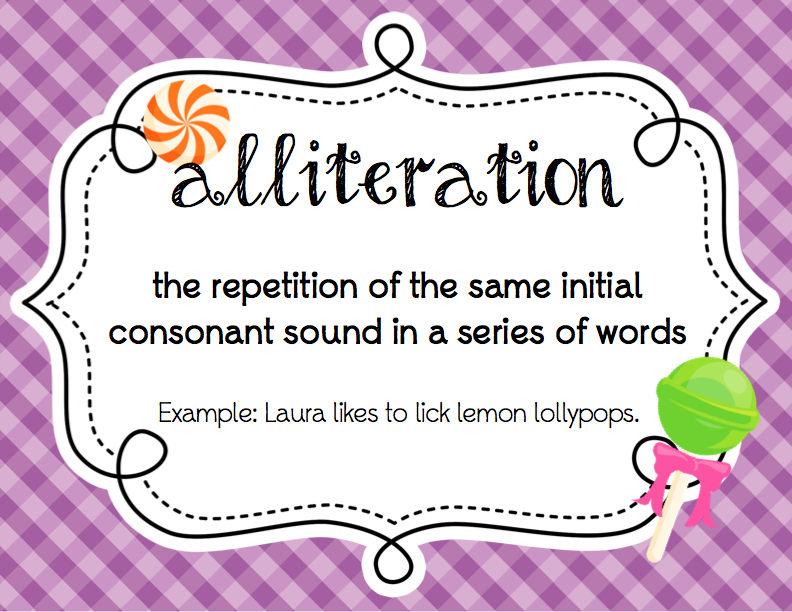 alliteration
the repetition of the same initial
consonant sound in a series of words
Example: Laura likes to lick lemon lollypops.